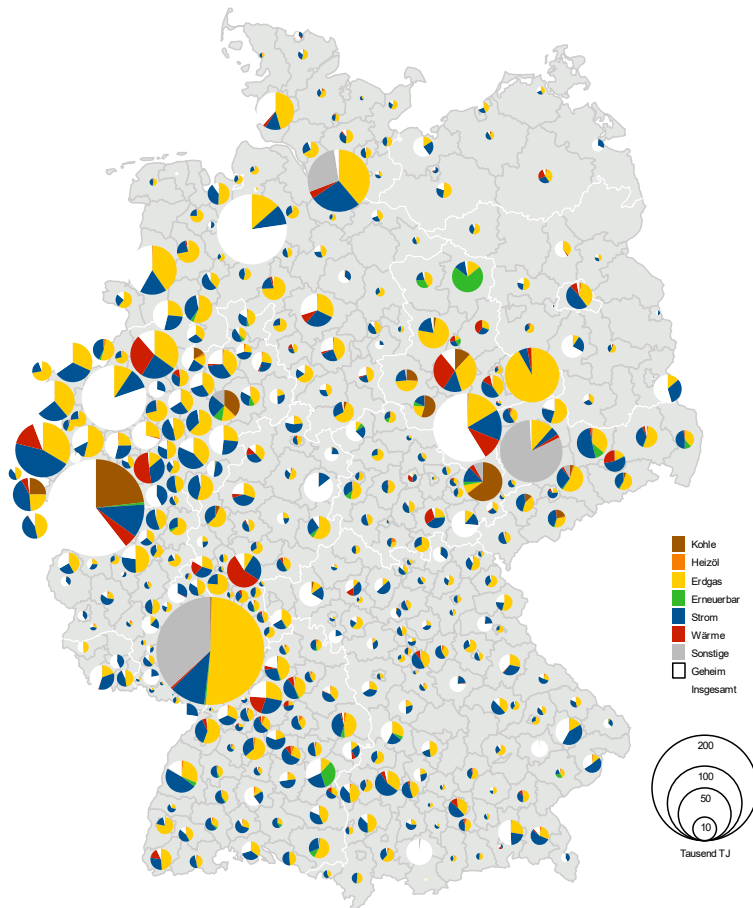 Kohle
Heizöl
Erdgas
Erneuerbar
Strom
Wärme
Sonstige
Geheim
Insgesamt
200
100
50
10
Tausend TJ